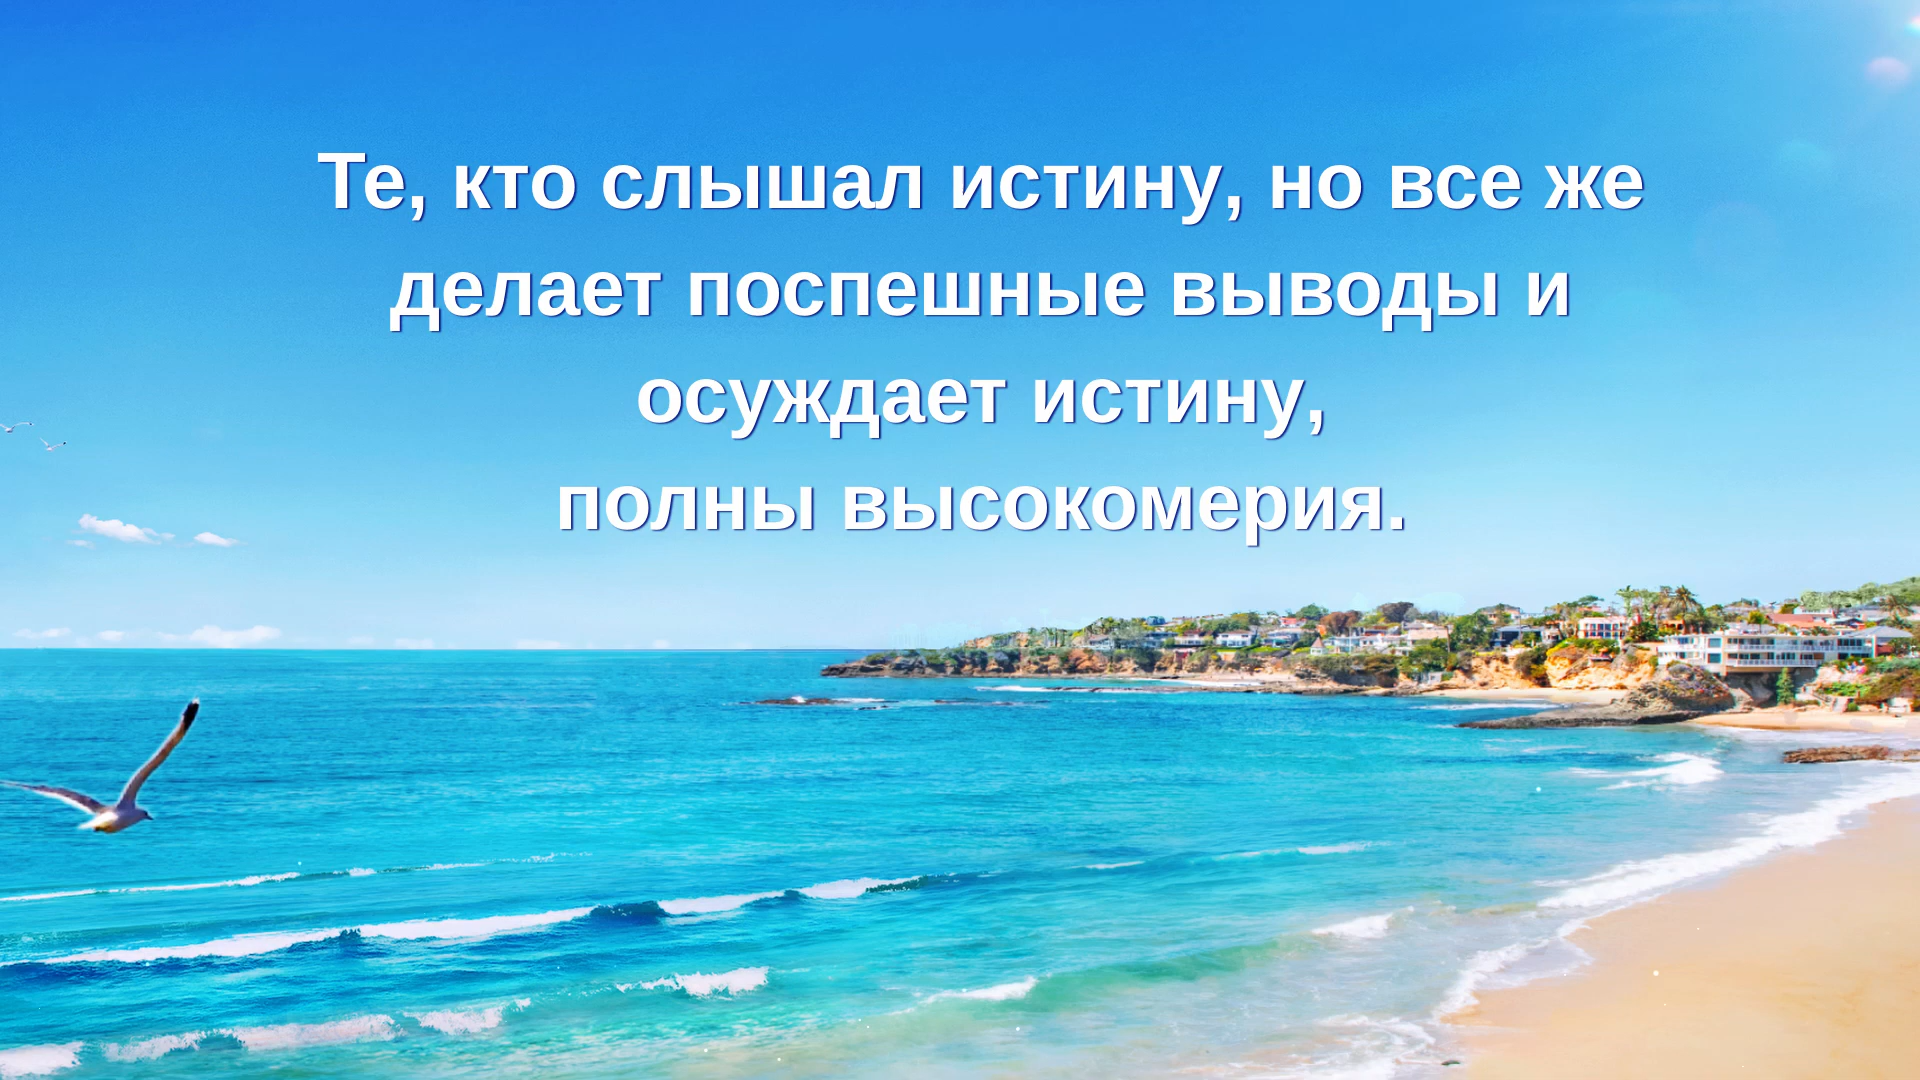 Те, кто слышал истину, но все же
делает поспешные выводы и
осуждает истину,
полны высокомерия.